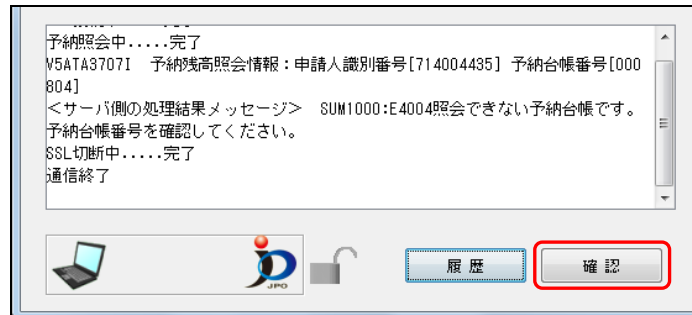 予納照会中.....完了
V5ATA3707I　予納残高照会情報：申請人識別番号[714004435] 予納台帳番号[000
804]
＜サーバ側の処理結果メッセージ＞　SUM1000:E4004照会できない予納台帳です。
予納台帳番号を確認してください。
SSL切断中.....完了
通信終了
JPO
履 歴
確 認